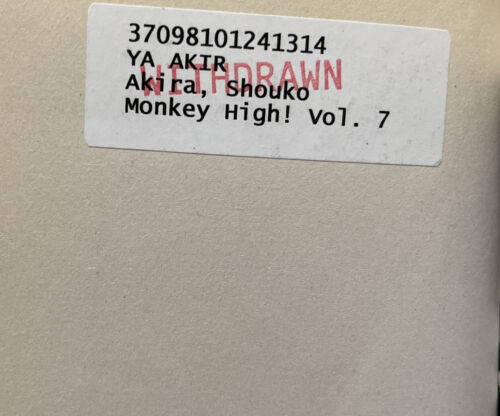 37098101241314
YA AKIR
WITHDRAWN
Akira, Shouko
Monkey High! Vol. 7